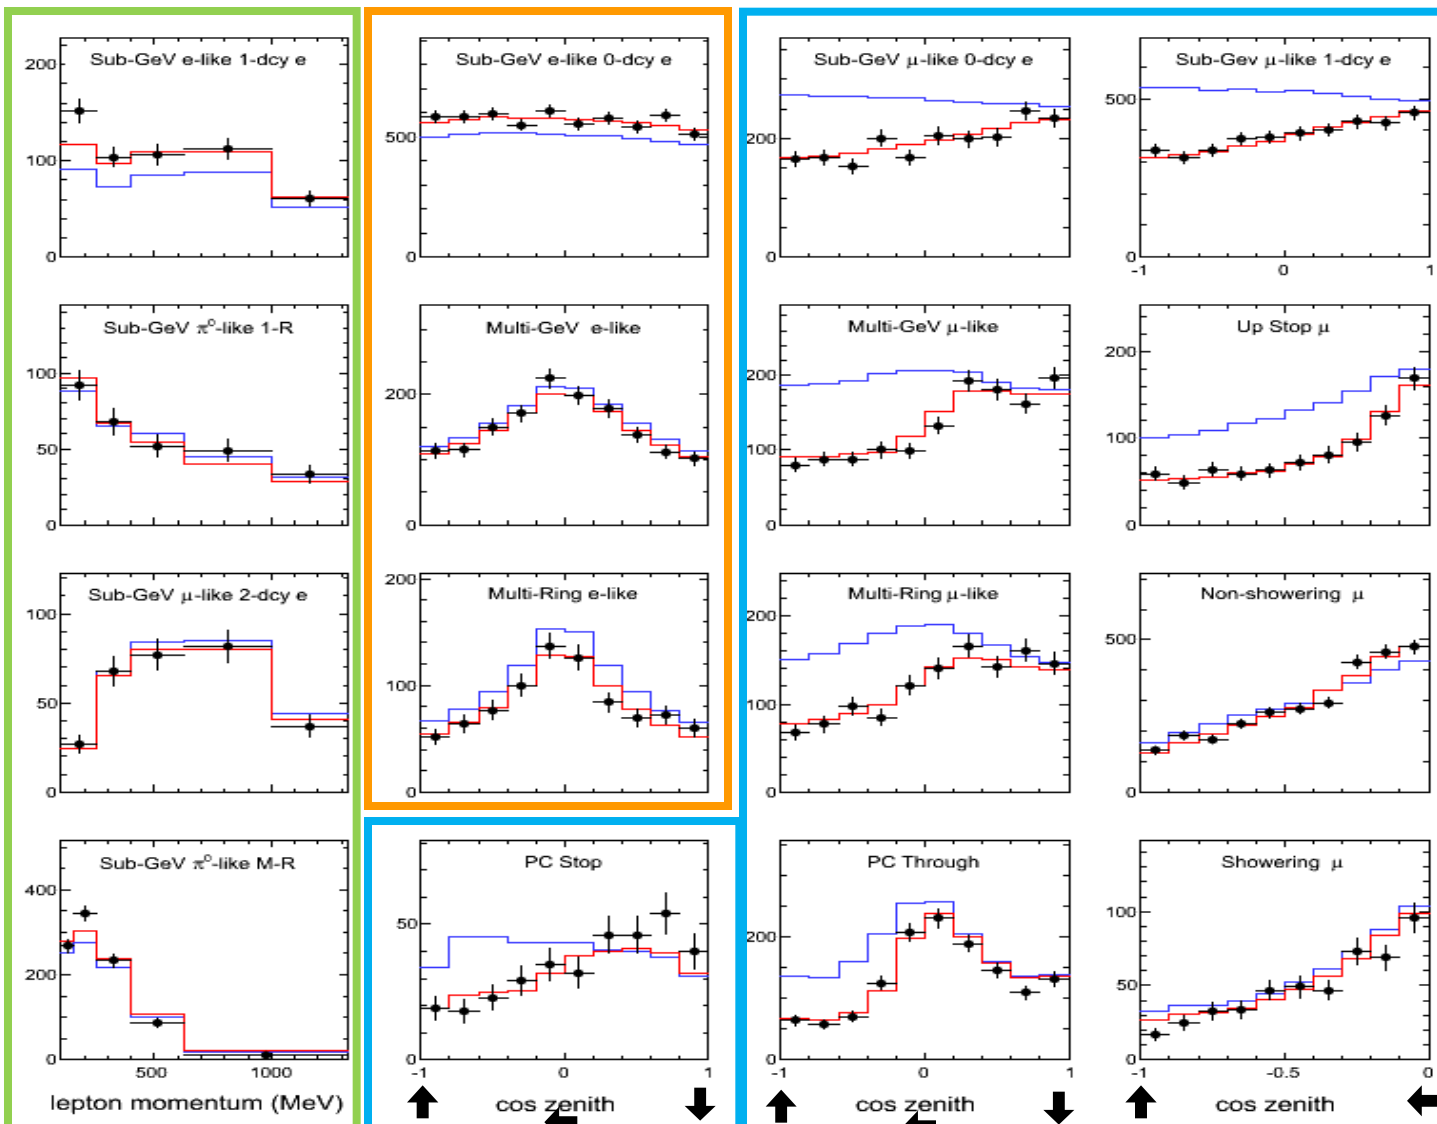 Sub-GeV e-like 1-dcy e
200
100
0
Sub-GeV e-like 0-dcy e
500
0
Sub-GeV μ-like 0-dcy e
200
0
Sub-Gev μ-like 1-dcy e
500
0
-1 0 1
Sub-GeV π⁰-like 1-R
100
50
0
Multi-GeV e-like
200
0
Multi-GeV μ-like
200
100
0
Up Stop μ
200
100
0
Sub-GeV μ-like 2-dcy e
100
50
0
Multi-Ring e-like
200
100
0
Multi-Ring μ-like
200
100
0
Non-showering μ
500
0
Sub-GeV π⁰-like M-R
400
200
0
500 1000
lepton momentum (MeV)
PC Stop
50
0
-1 0 1
cos zenith
PC Through
200
0
-1 0 1
cos zenith
Showering μ
100
50
0
-1 -0.5 0
cos zenith